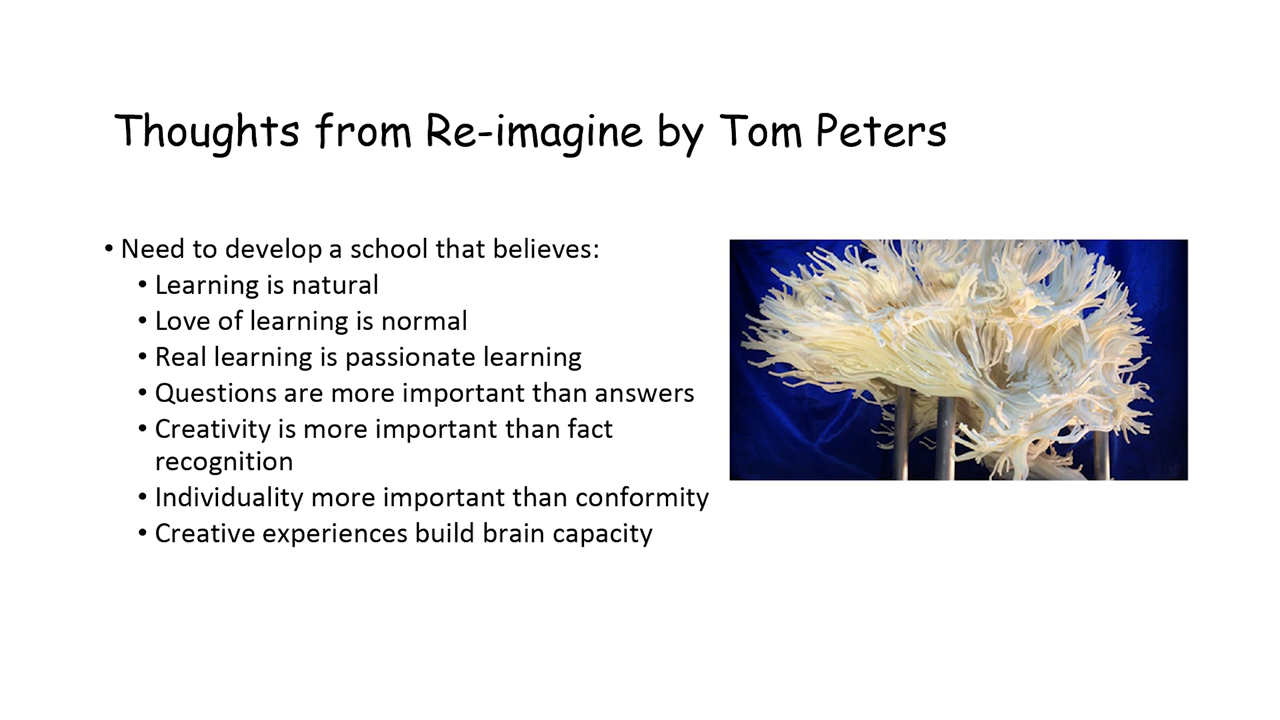 Thoughts from Re-imagine by Tom Peters
• Need to develop a school that believes:
• Learning is natural
• Love of learning is normal
• Real learning is passionate learning
• Questions are more important than answers
• Creativity is more important than fact
recognition
• Individuality more important than conformity
• Creative experiences build brain capacity